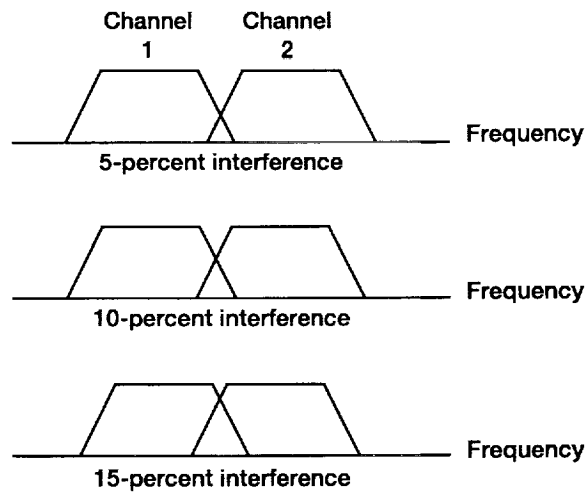 Channel Channel
1 2
Frequency
5-percent interference
Frequency
10-percent interference
Frequency
15-percent interference